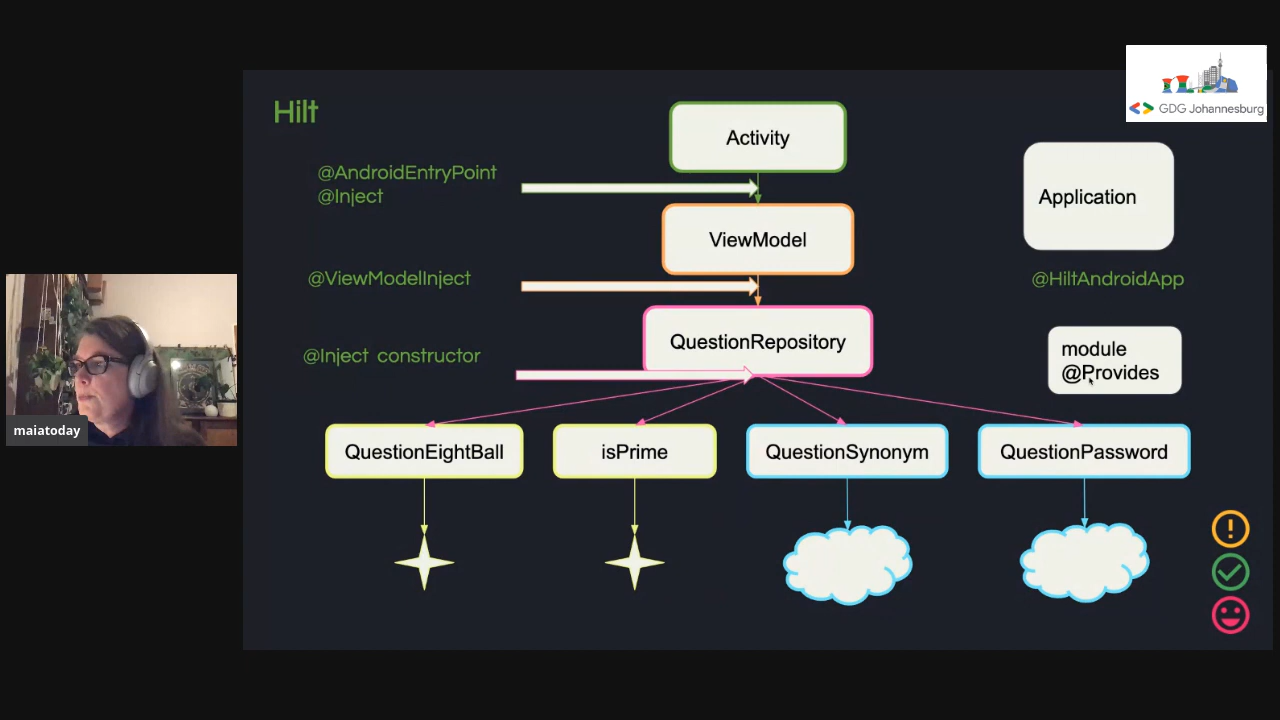 Hilt
GDG Johannesburg
Activity
@AndroidEntryPoint
@Inject
Application
ViewModel
@ViewModelInject
@HiltAndroidApp
QuestionRepository
@Inject constructor
module
@Provides
maiatoday
QuestionEightBall
isPrime
QuestionSynonym
QuestionPassword